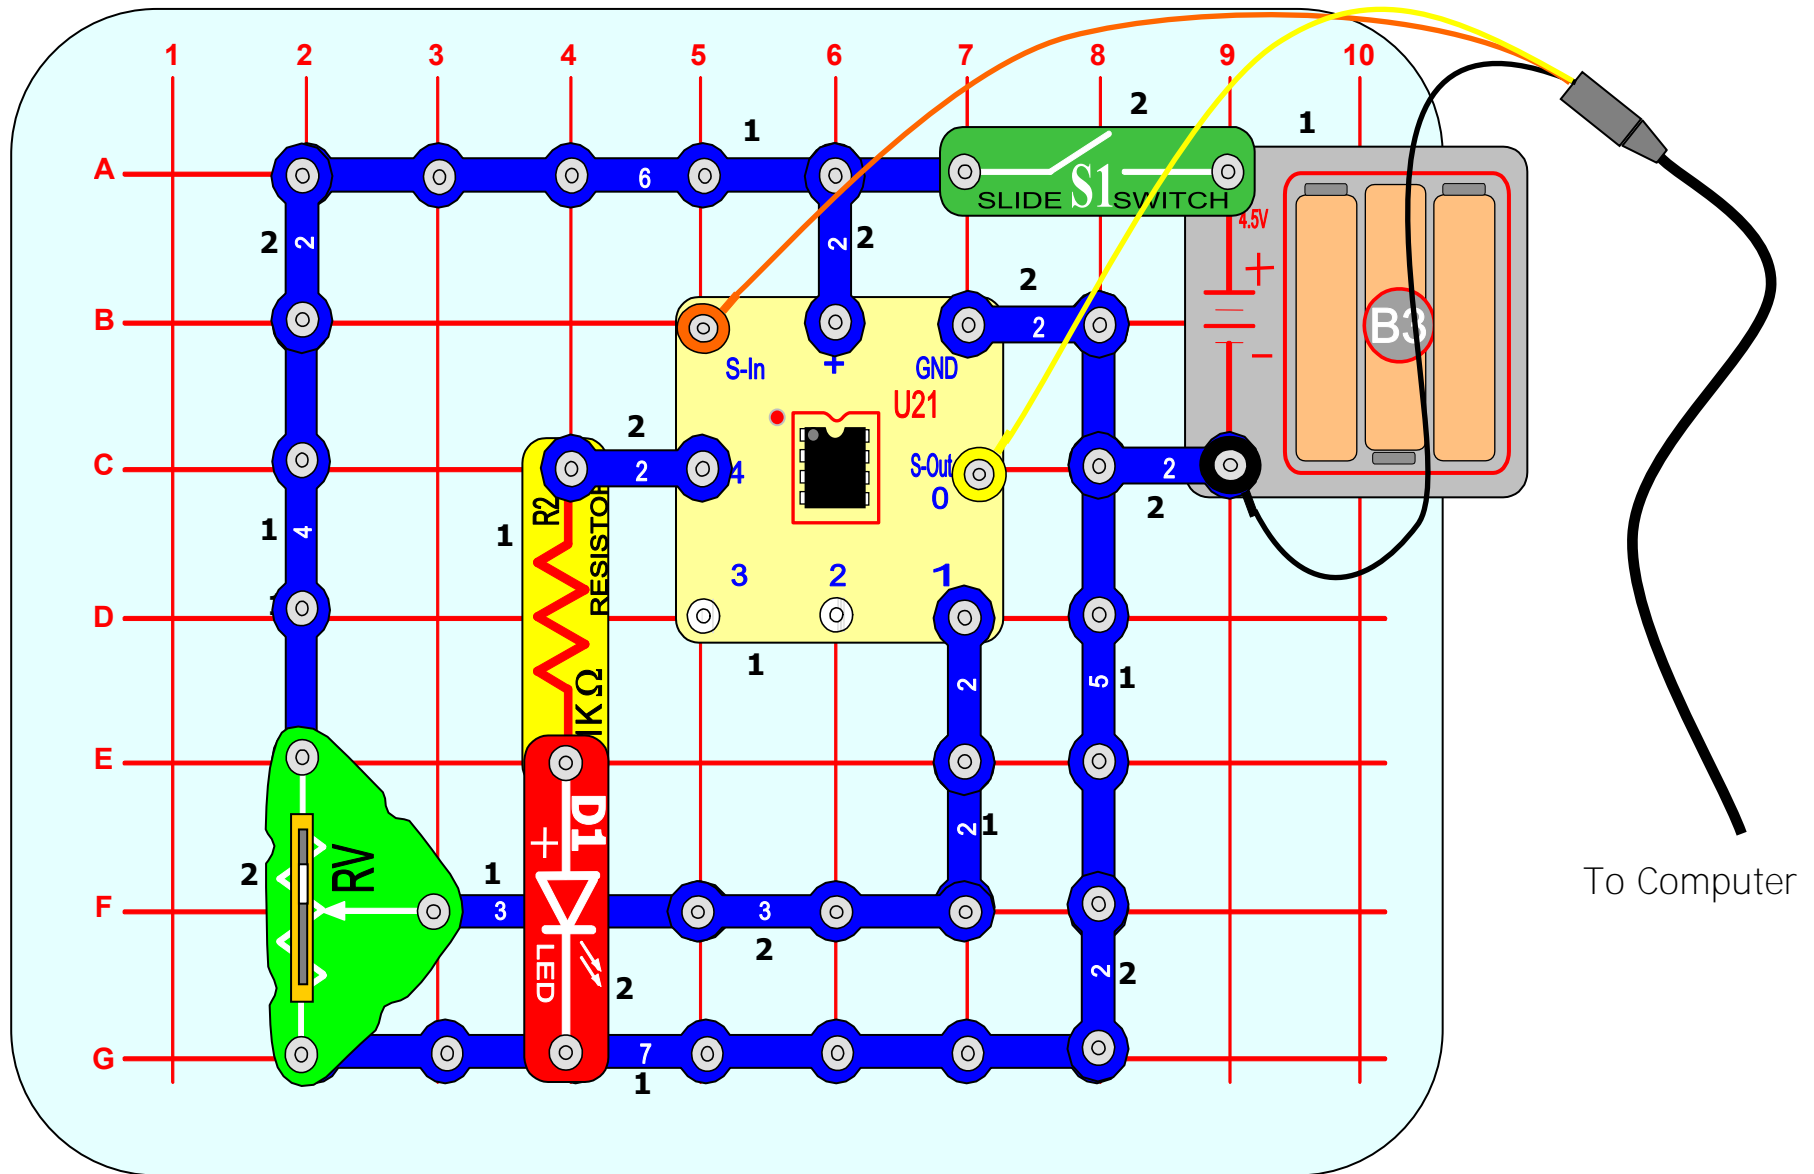 1 2 3 4 5 6 7 8 9 10
2
1
1
A
6
SLIDE S1 SWITCH
4.5V
+
−
B3
2
2
2
2
2
2
B
S-In
+
GND
U21
C
2
2
4
S-Out
O
2
2
R2
RESISTOR
1KΩ
1
1
4
3
2
1
D
1
2
5
1
E
D1
+
LED
2
1
RV
2
1
F
3
3
2
2
2
2
G
7
1
To Computer